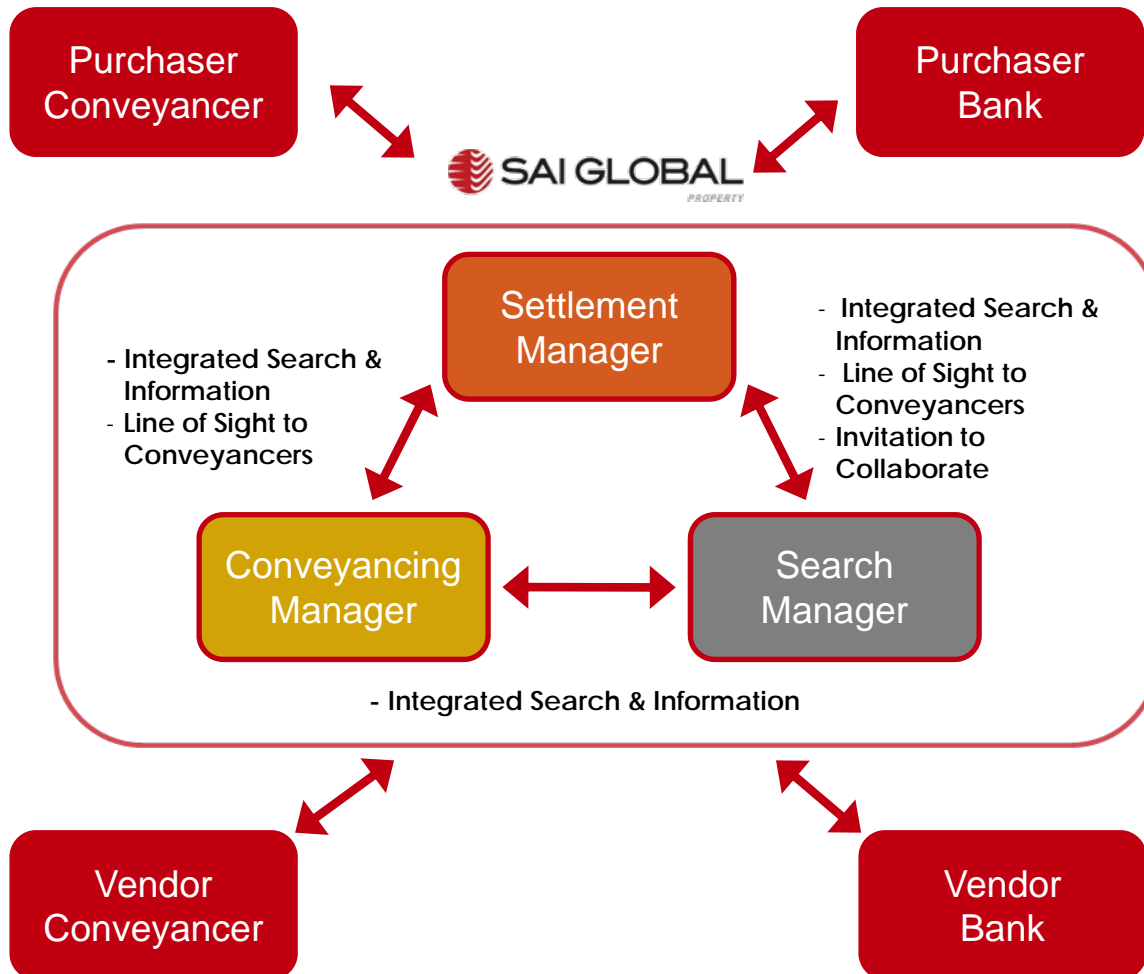 Purchaser
Conveyancer
Purchaser
Bank
SAI GLOBAL
PROPERTY
Settlement
Manager
- Integrated Search &
Information
- Line of Sight to
Conveyancers
- Integrated Search &
Information
- Line of Sight to
Conveyancers
- Invitation to
Collaborate
Conveyancing
Manager
Search
Manager
- Integrated Search & Information
Vendor
Conveyancer
Vendor
Bank